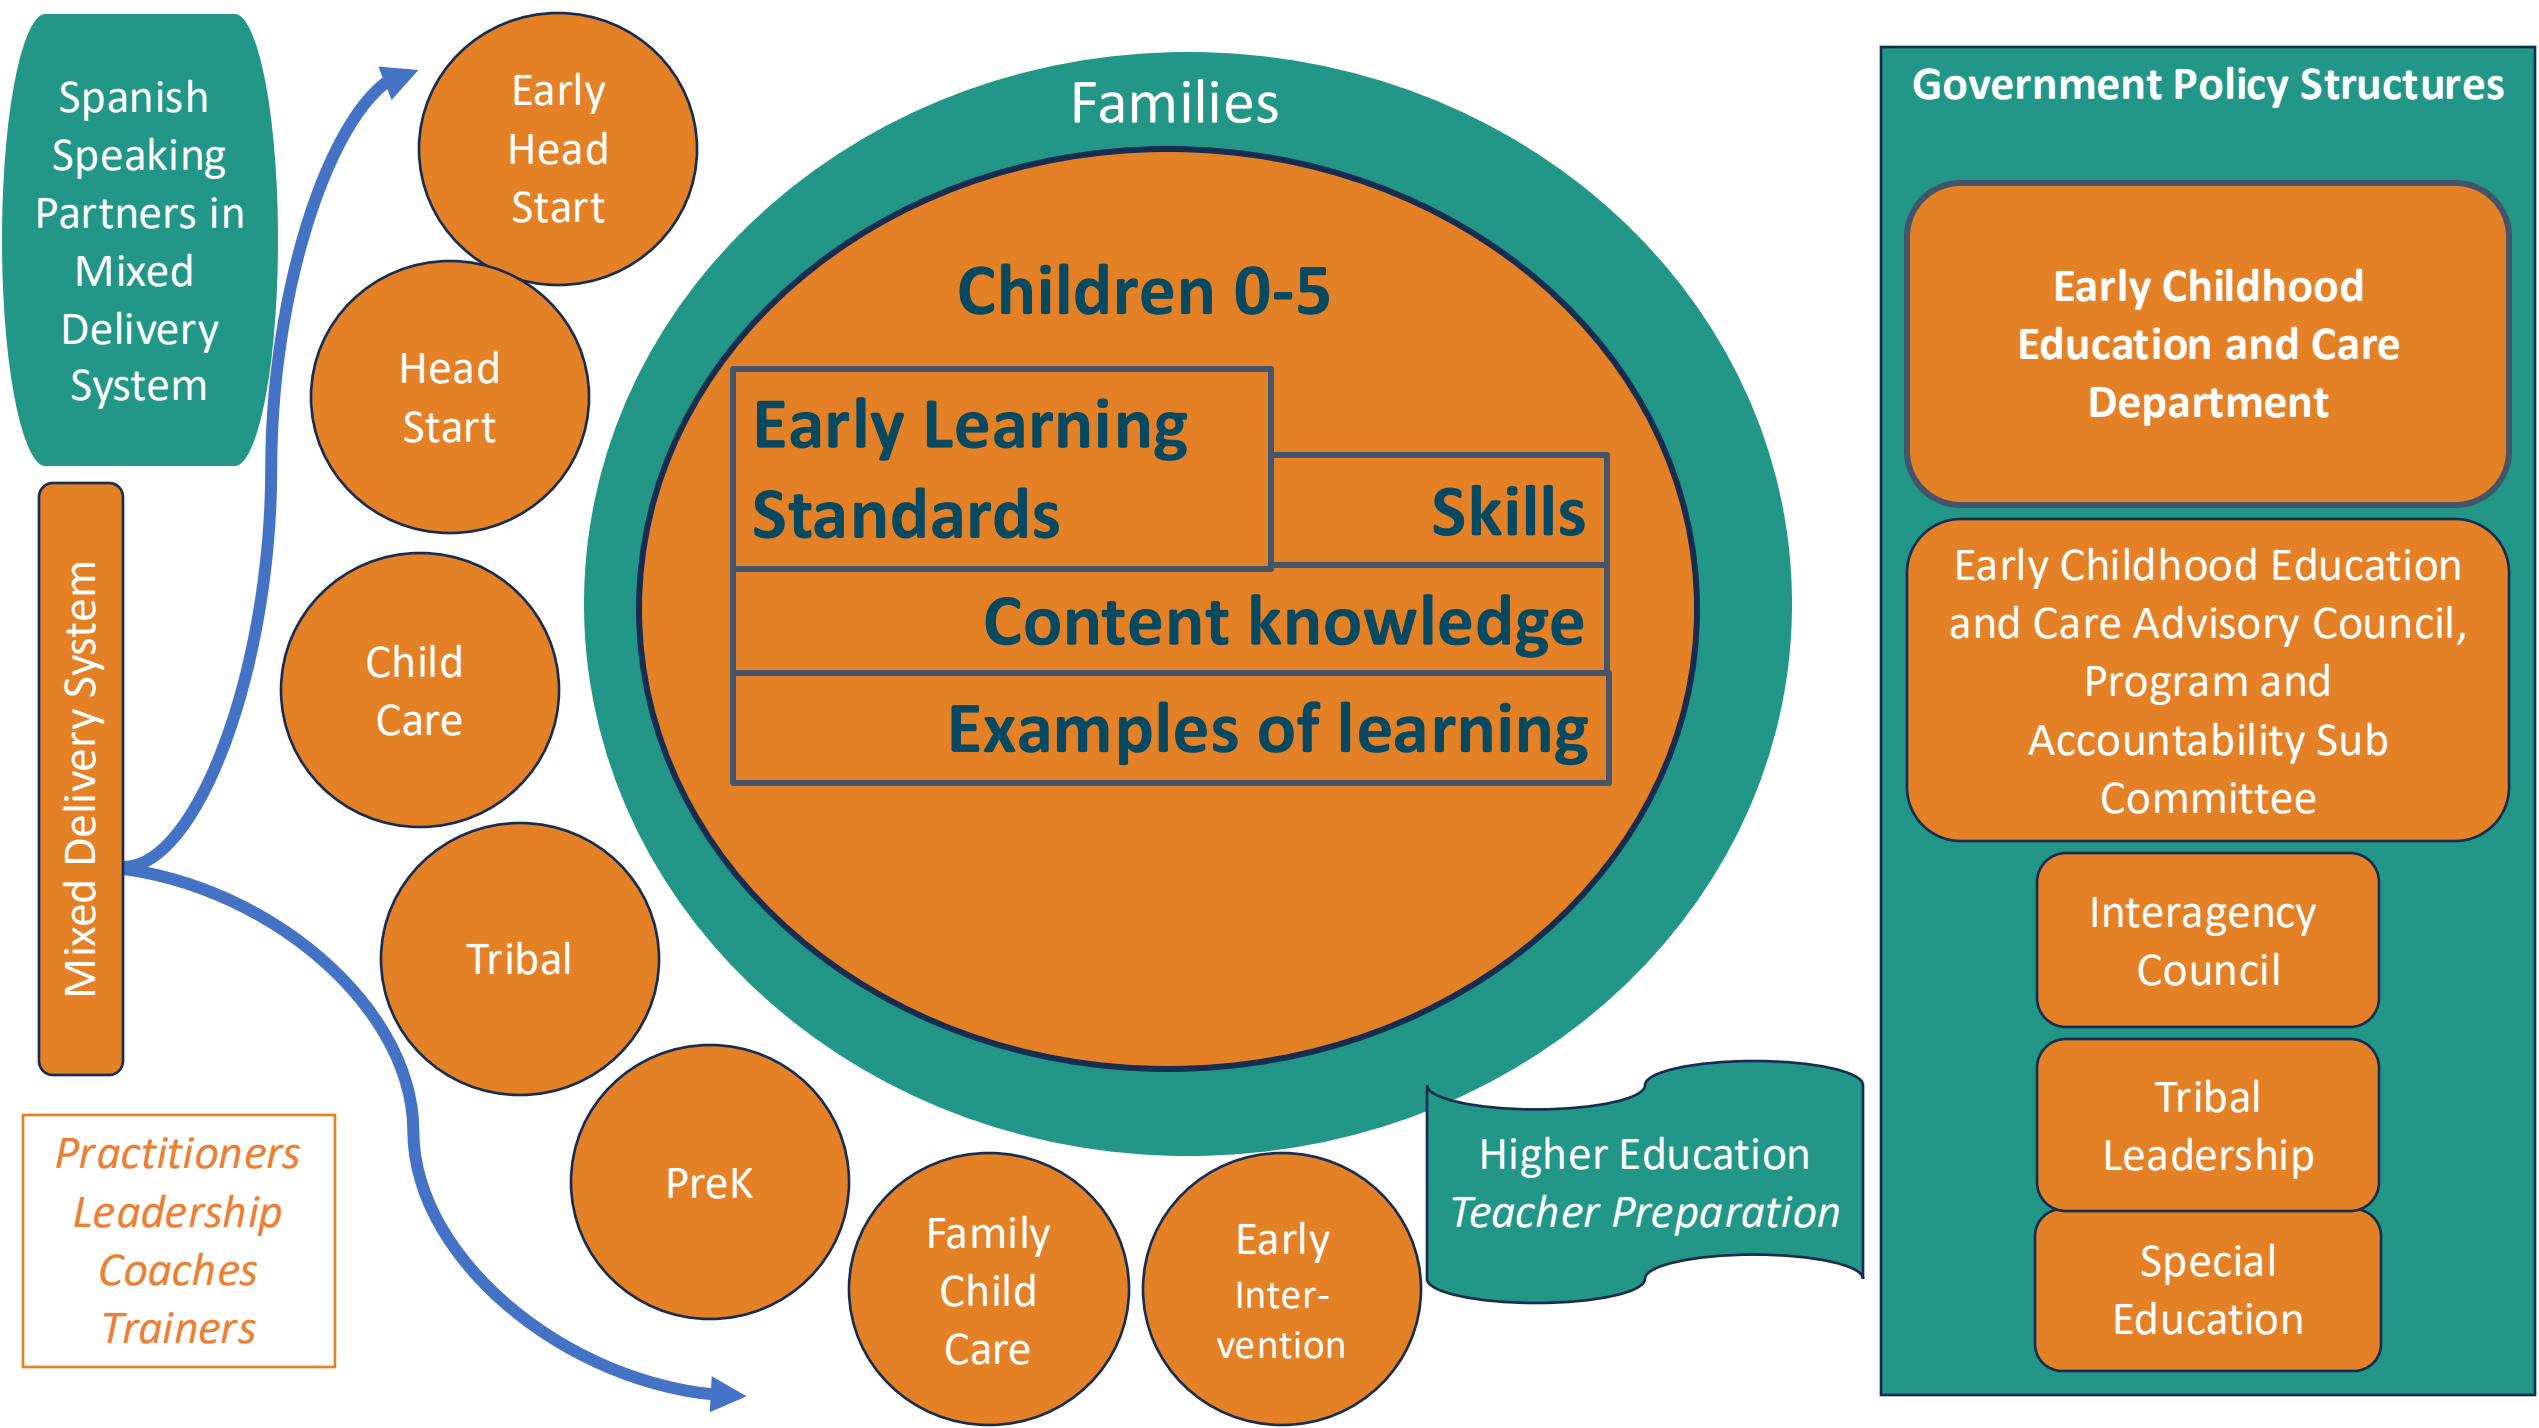 Spanish
Speaking
Partners in
Mixed
Delivery
System
Mixed Delivery System
Practitioners
Leadership
Coaches
Trainers
Early
Head
Start
Head
Start
Child
Care
Tribal
PreK
Family
Child
Care
Early
Inter-
vention
Families
Children 0-5
Early Learning
Standards
Skills
Content knowledge
Examples of learning
Higher Education
Teacher Preparation
Government Policy Structures
Early Childhood
Education and Care
Department
Early Childhood Education
and Care Advisory Council,
Program and
Accountability Sub
Committee
Interagency
Council
Tribal
Leadership
Special
Education